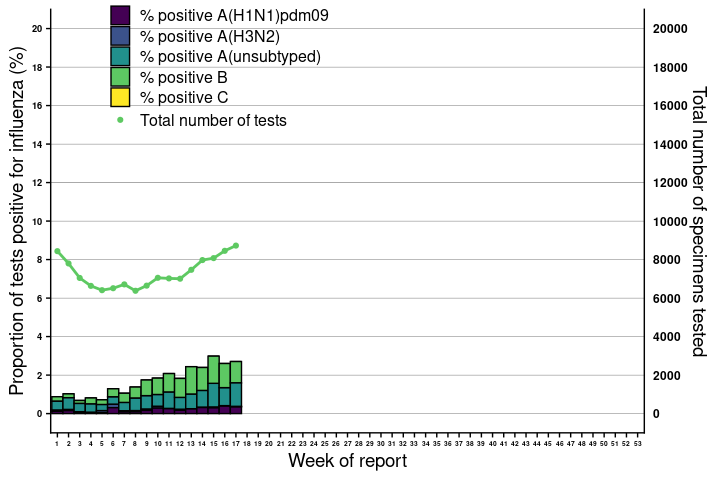 % positive A(H1N1)pdm09
% positive A(H3N2)
% positive A(unsubtyped)
% positive B
% positive C
Total number of tests
Proportion of tests positive for influenza (%)
20
18
16
14
12
10
8
6
4
2
0
20000
18000
16000
14000
12000
10000
8000
6000
4000
2000
0
Total number of specimens tested
1 2 3 4 5 6 7 8 9 10 11 12 13 14 15 16 17 18 19 20 21 22 23 24 25 26 27 28 29 30 31 32 33 34 35 36 37 38 39 40 41 42 43 44 45 46 47 48 49 50 51 52 53
Week of report